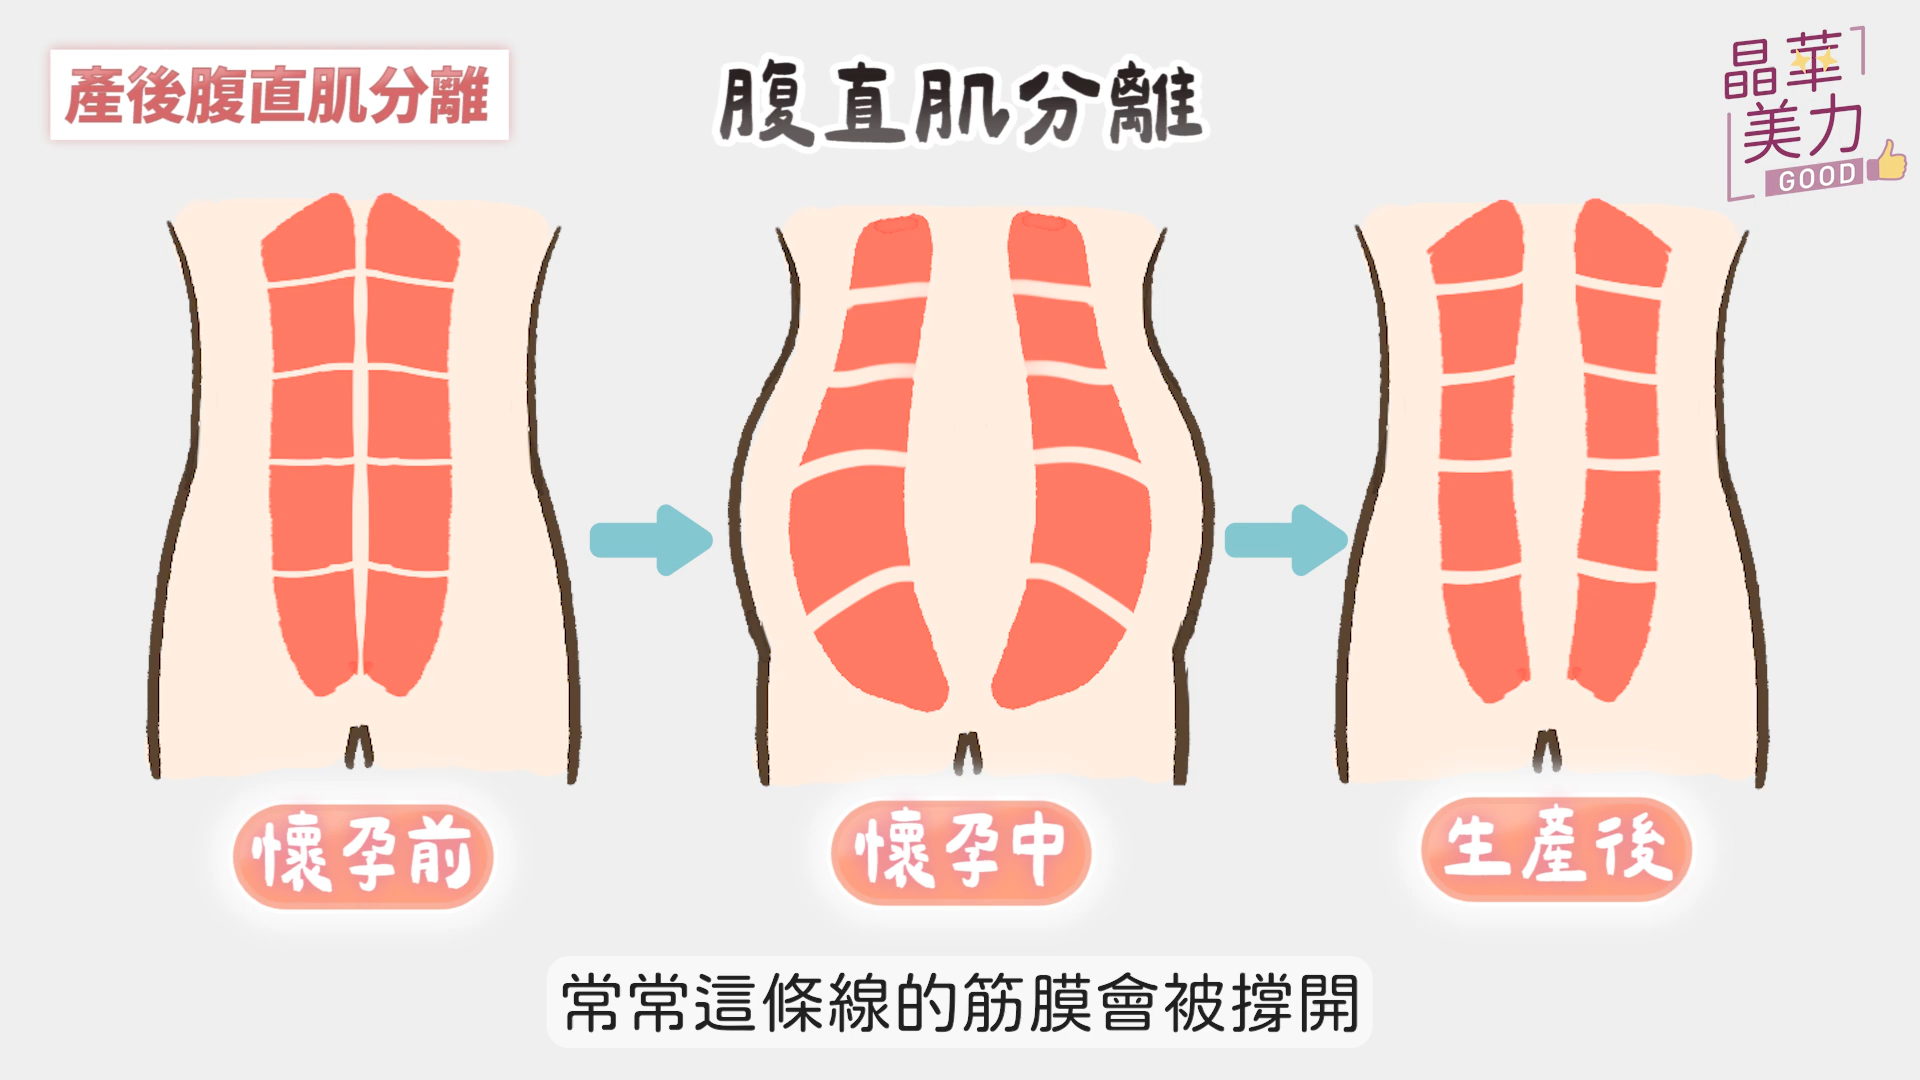 產後腹直肌分離
腹直肌分離
晶華
美力
GOOD
懷孕前
懷孕中
生產後
常常這條線的筋膜會被撐開